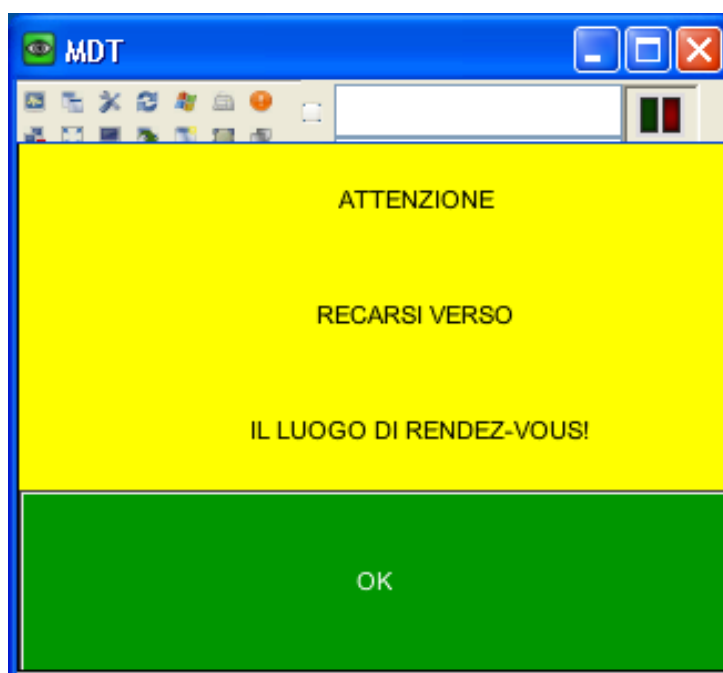 MDT
ATTENZIONE
RECARSI VERSO
IL LUOGO DI RENDEZ-VOUS!
OK